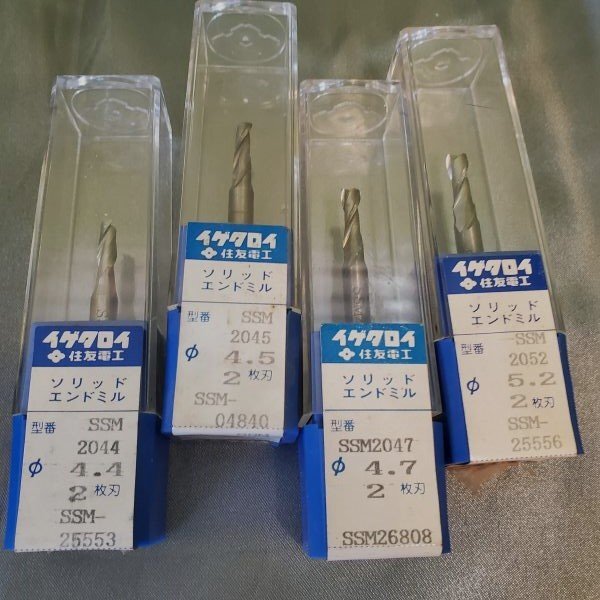 イゲタロイ
住友電工
ソリッド
エンドミル
型番 SSM
2044
φ 4.4
2 枚刃
SSM-
25553
イゲタロイ
住友電工
ソリッド
エンドミル
型番 SSM
2045
φ 4.5
2 枚刃
SSM-
04840
イゲタロイ
住友電工
ソリッド
エンドミル
型番
SSM2047
φ 4.7
2 枚刃
SSM26808
イゲタロイ
住友電工
ソリッド
エンドミル
型番 SSM
2052
φ 5.2
2 枚刃
SSM-
25556